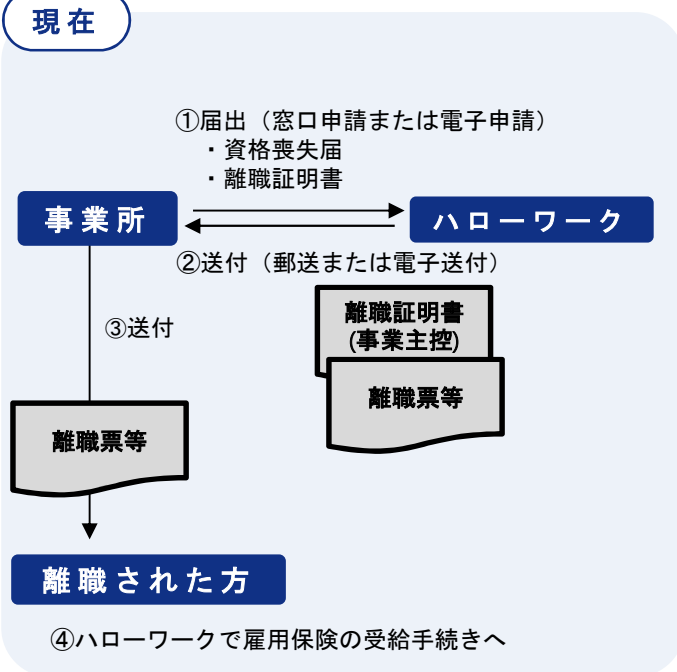 現在
①届出（窓口申請または電子申請）
・資格喪失届
・離職証明書
事業所
ハローワーク
②送付（郵送または電子送付）
離職証明書
(事業主控)
離職票等
③送付
離職票等
離職された方
④ハローワークで雇用保険の受給手続きへ